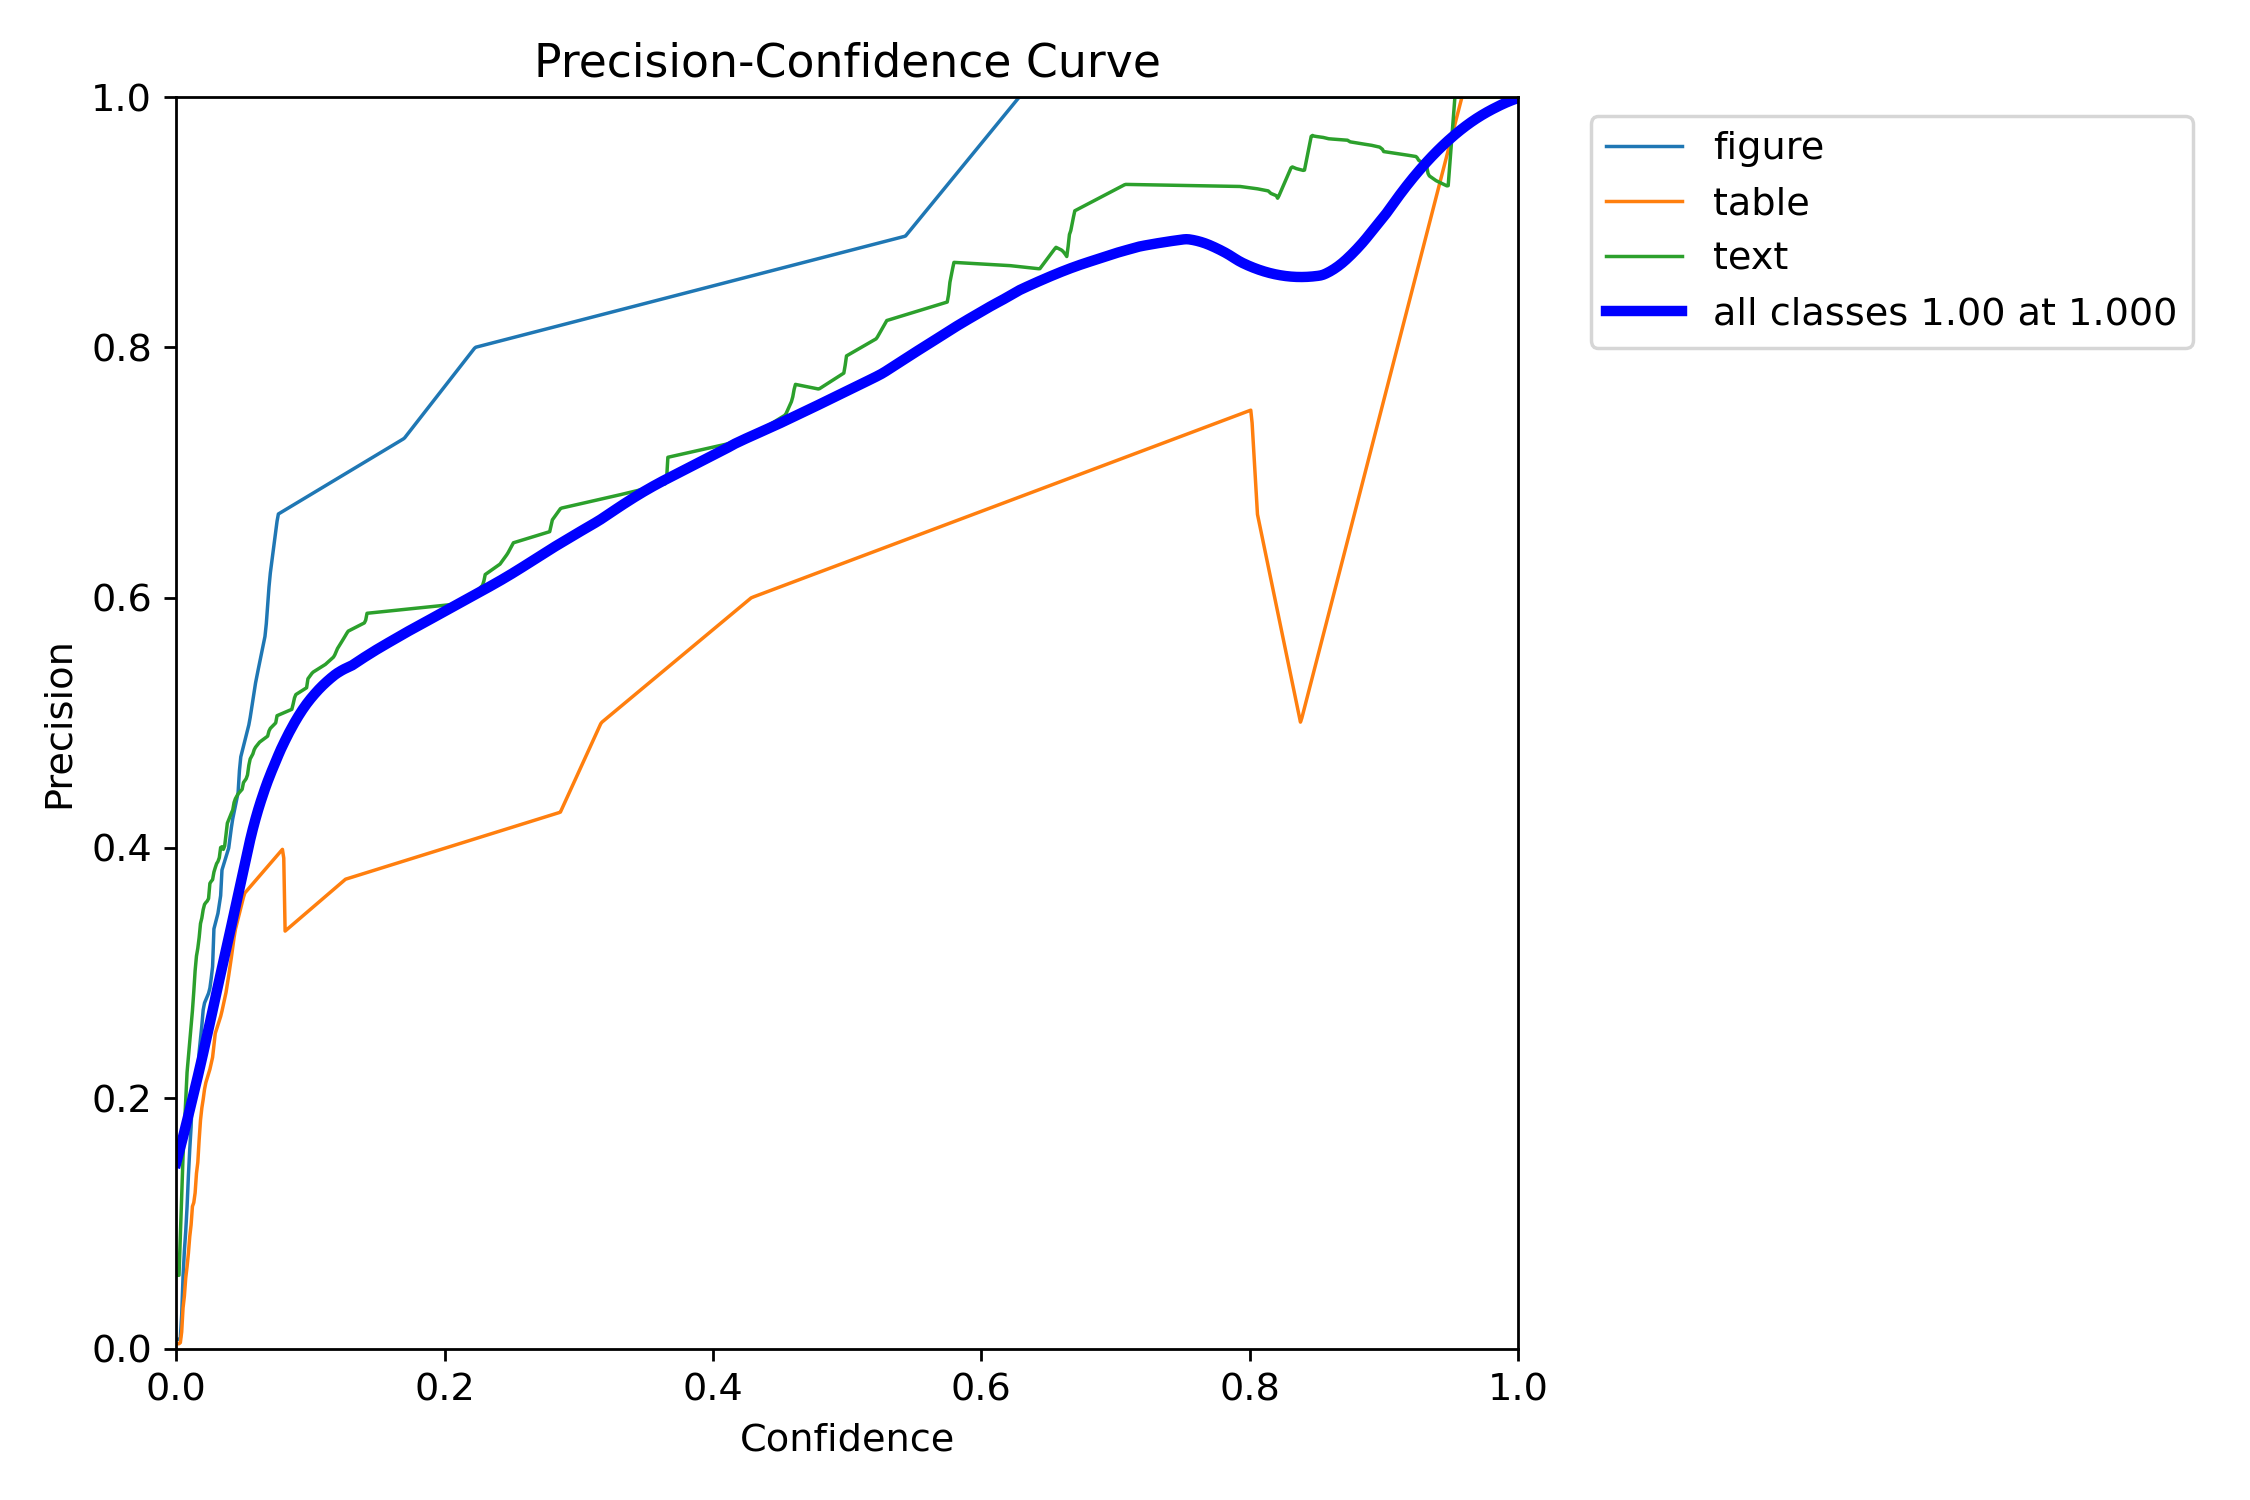 Precision-Confidence Curve
1.0
0.8
0.6
0.4
0.2
0.0
Precision
0.0 0.2 0.4 0.6 0.8 1.0
Confidence
figure
table
text
all classes 1.00 at 1.000